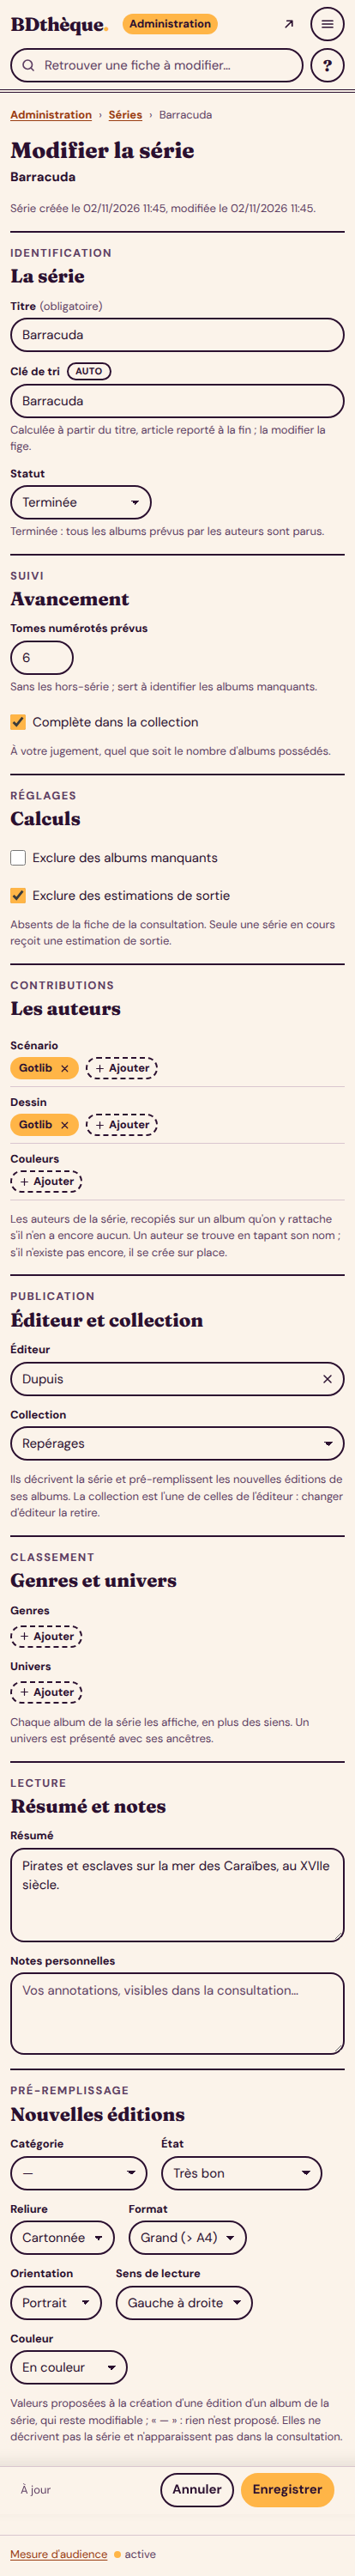 BDthèque. Administration
Retrouver une fiche à modifier... ?
Administration › Séries › Barracuda
Modifier la série
Barracuda
Série créée le 02/11/2026 11:45, modifiée le 02/11/2026 11:45.
IDENTIFICATION
La série
Titre (obligatoire)
Barracuda
Clé de tri AUTO
Barracuda
Calculée à partir du titre, article reporté à la fin ; la modifier la
fige.
Statut
Terminée
Terminée : tous les albums prévus par les auteurs sont parus.
SUIVI
Avancement
Tomes numérotés prévus
6
Sans les hors-série ; sert à identifier les albums manquants.
Complète dans la collection
À votre jugement, quel que soit le nombre d'albums possédés.
RÉGLAGES
Calculs
Exclure des albums manquants
Exclure des estimations de sortie
Absents de la fiche de la consultation. Seule une série en cours
reçoit une estimation de sortie.
CONTRIBUTIONS
Les auteurs
Scénario
Gotlib × + Ajouter
Dessin
Gotlib × + Ajouter
Couleurs
+ Ajouter
Les auteurs de la série, recopiés sur un album qu'on y rattache
s'il n'en a encore aucun. Un auteur se trouve en tapant son nom ;
s'il n'existe pas encore, il se crée sur place.
PUBLICATION
Éditeur et collection
Éditeur
Dupuis ×
Collection
Repérages
Ils décrivent la série et pré-remplissent les nouvelles éditions de
ses albums. La collection est l'une de celles de l'éditeur : changer
d'éditeur la retire.
CLASSEMENT
Genres et univers
Genres
+ Ajouter
Univers
+ Ajouter
Chaque album de la série les affiche, en plus des siens. Un
univers est présenté avec ses ancêtres.
LECTURE
Résumé et notes
Résumé
Pirates et esclaves sur la mer des Caraïbes, au XVIIe
siècle.
Notes personnelles
Vos annotations, visibles dans la consultation...
PRÉ-REMPLISSAGE
Nouvelles éditions
Catégorie État
— Très bon
Reliure Format
Cartonnée Grand (> A4)
Orientation Sens de lecture
Portrait Gauche à droite
Couleur
En couleur
Valeurs proposées à la création d'une édition d'un album de la
série, qui reste modifiable ; « — » : rien n'est proposé. Elles ne
décrivent pas la série et n'apparaissent pas dans la consultation.
À jour Annuler Enregistrer
Mesure d'audience active